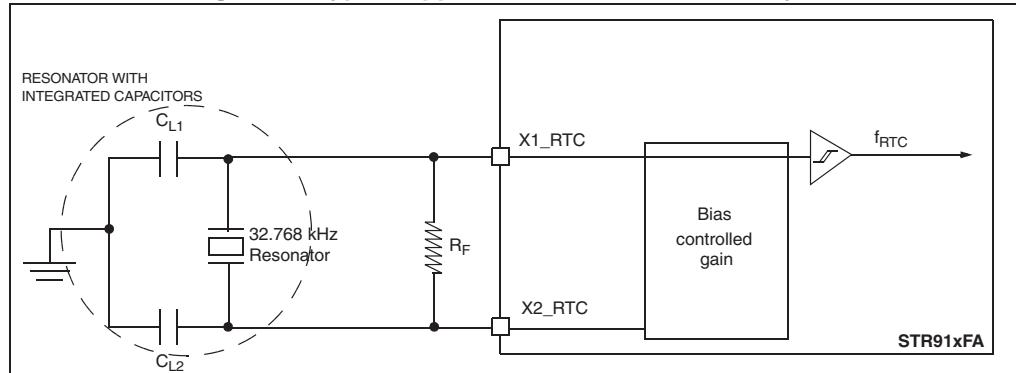 RESONATOR WITH
INTEGRATED CAPACITORS
CL1
X1_RTC
fRTC
32.768 kHz
Resonator
RF
Bias
controlled
gain
X2_RTC
STR91xFA
CL2